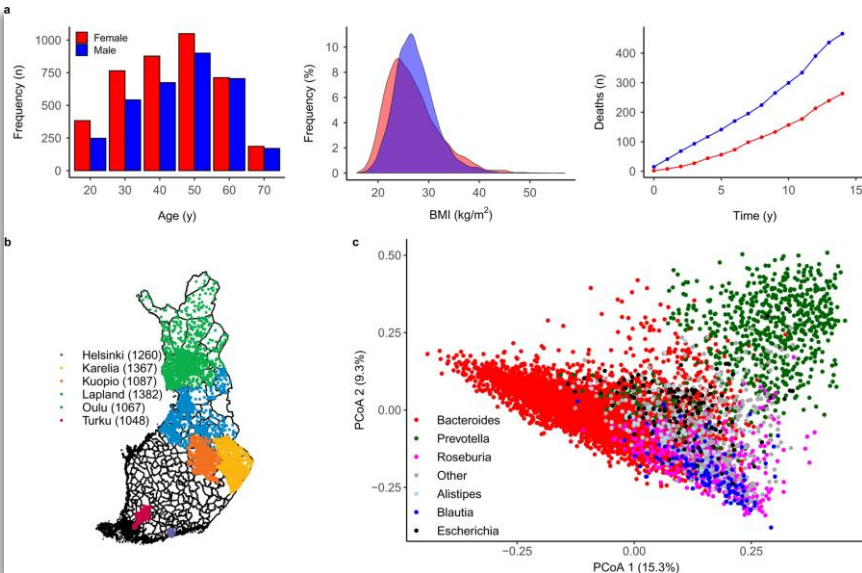 a
Female
Male
Frequency (n)
1000
750
500
250
0
20 30 40 50 60 70
Age (y)
Frequency (%)
10
8
6
4
2
0
20 30 40 50
BMI (kg/m²)
Deaths (n)
400
300
200
100
0
0 5 10 15
Time (y)
b
Helsinki (1260)
Karelia (1367)
Kuopio (1087)
Lapland (1382)
Oulu (1067)
Turku (1048)
c
PCoA 2 (9.3%)
0.50
0.25
0.00
−0.25
Bacteroides
Prevotella
Roseburia
Other
Alistipes
Blautia
Escherichia
−0.25 0.00 0.25
PCoA 1 (15.3%)